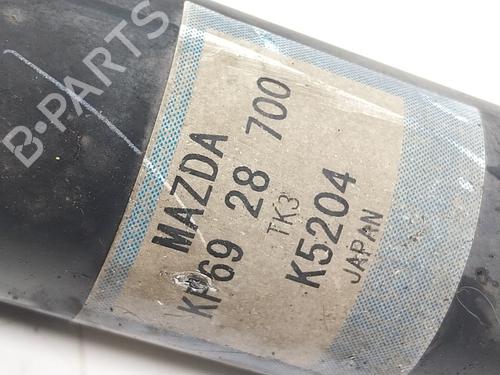 B-PARTS
MAZDA
KF69 28 700
TK3
K5204
JAPAN